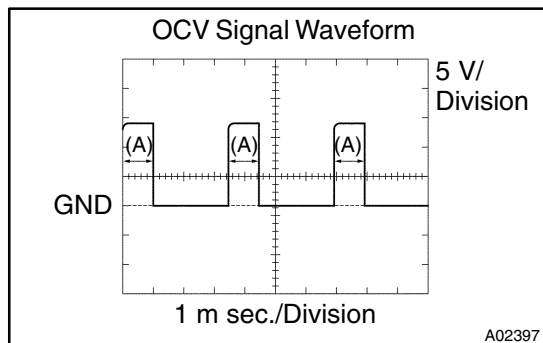 OCV Signal Waveform
5 V/
Division
(A)
(A)
(A)
GND
1 m sec./Division
A02397